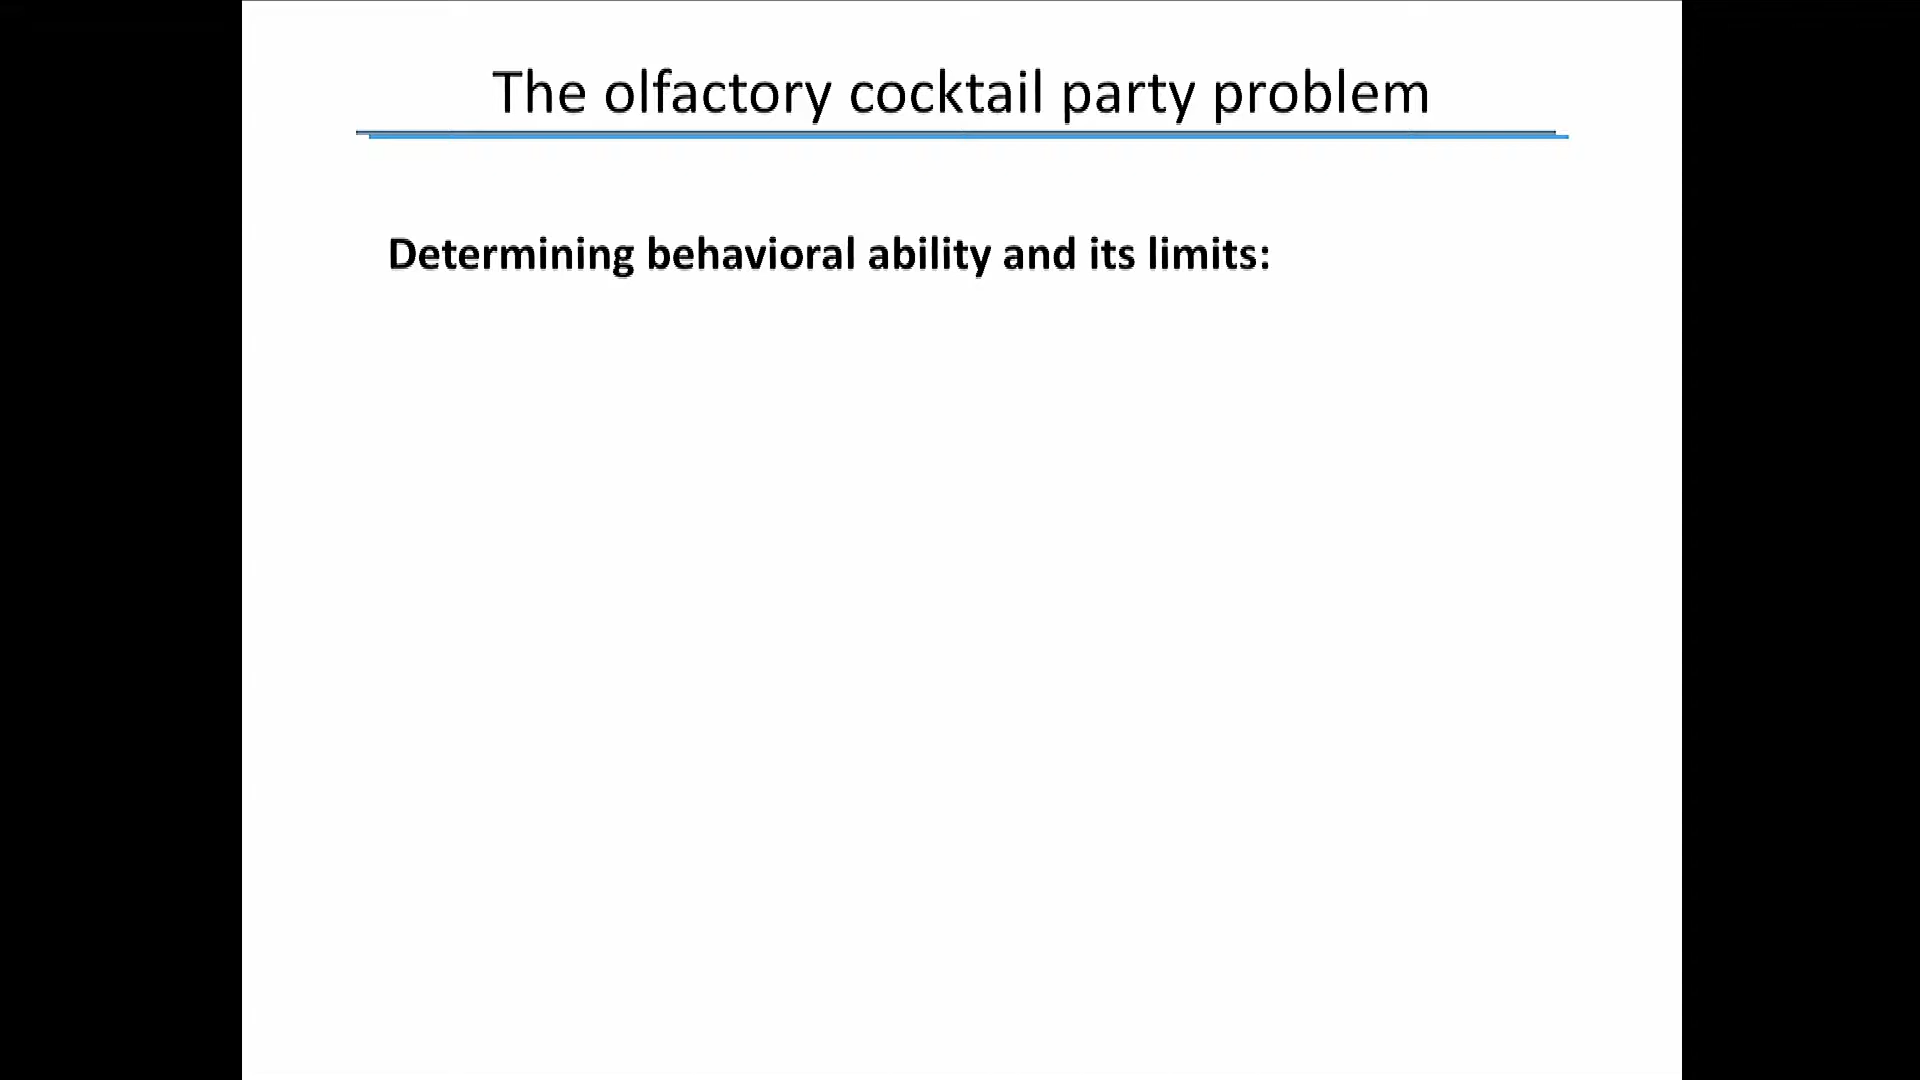 The olfactory cocktail party problem
Determining behavioral ability and its limits: